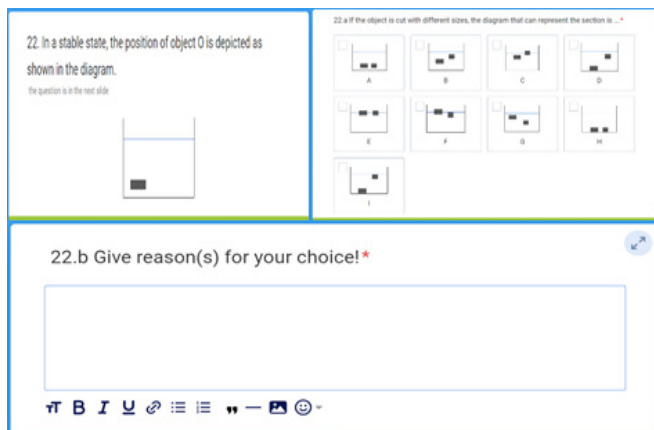 22. In a stable state, the position of object O is depicted as
shown in the diagram.
the question is in the next slide
22.a If the object is cut with different sizes, the diagram that can represent the section is ...*
A
B
C
D
E
F
G
H
I
22.b Give reason(s) for your choice!*